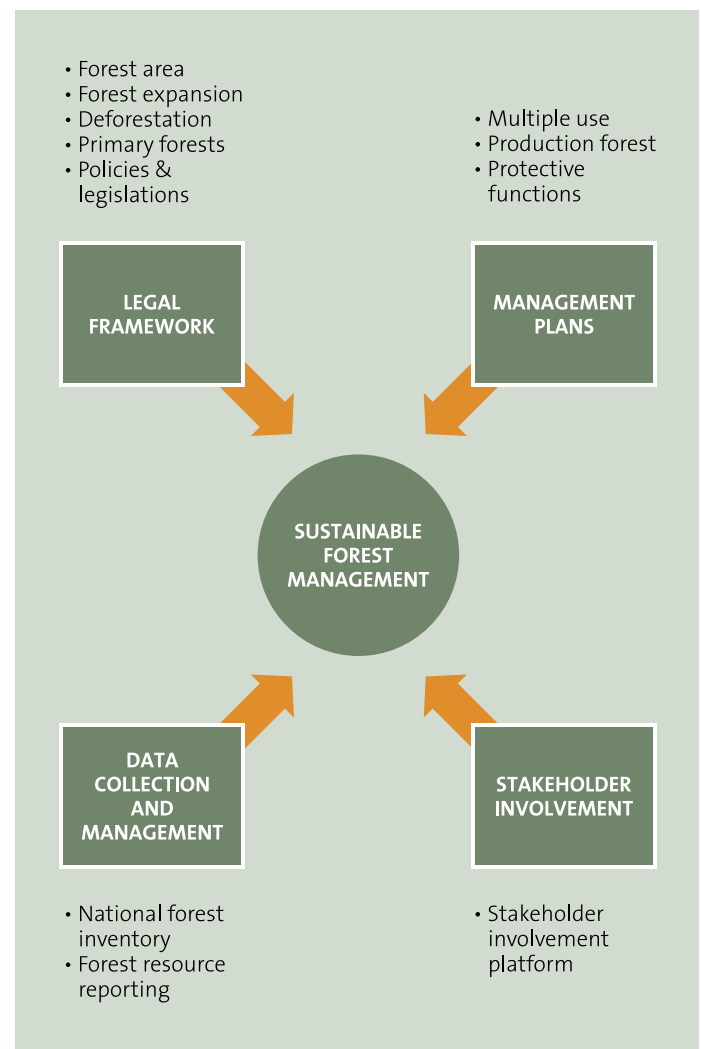 • Forest area
• Forest expansion
• Deforestation
• Primary forests
• Policies &
legislations
• Multiple use
• Production forest
• Protective
functions
LEGAL
FRAMEWORK
MANAGEMENT
PLANS
SUSTAINABLE
FOREST
MANAGEMENT
DATA
COLLECTION
AND
MANAGEMENT
STAKEHOLDER
INVOLVEMENT
• National forest
inventory
• Forest resource
reporting
• Stakeholder
involvement
platform